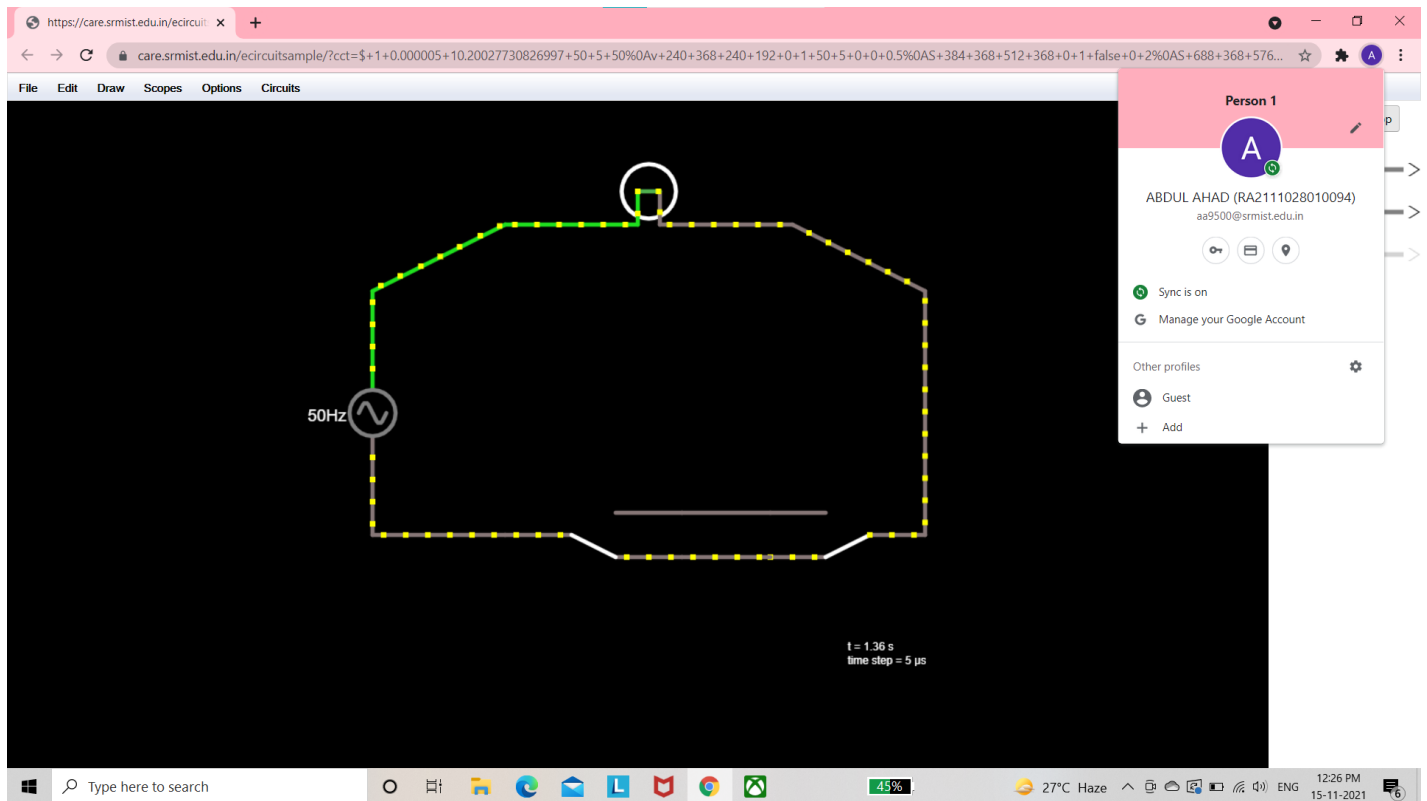 https://care.srmist.edu.in/ecircuit
care.srmist.edu.in/ecircuitsample/?cct=$+1+0.000005+10.20027730826997+50+5+50%0Av+240+368+240+192+0+1+50+5+0+0+0.5%0AS+384+368+512+368+0+1+false+0+2%0AS+688+368+576...
A
File Edit Draw Scopes Options Circuits
Person 1
A
ABDUL AHAD (RA2111028010094)
aa9500@srmist.edu.in
Sync is on
G Manage your Google Account
Other profiles
Guest
Add
50Hz
t = 1.36 s
time step = 5 µs
Type here to search
L
45%
27°C Haze
ENG
12:26 PM
15-11-2021
6